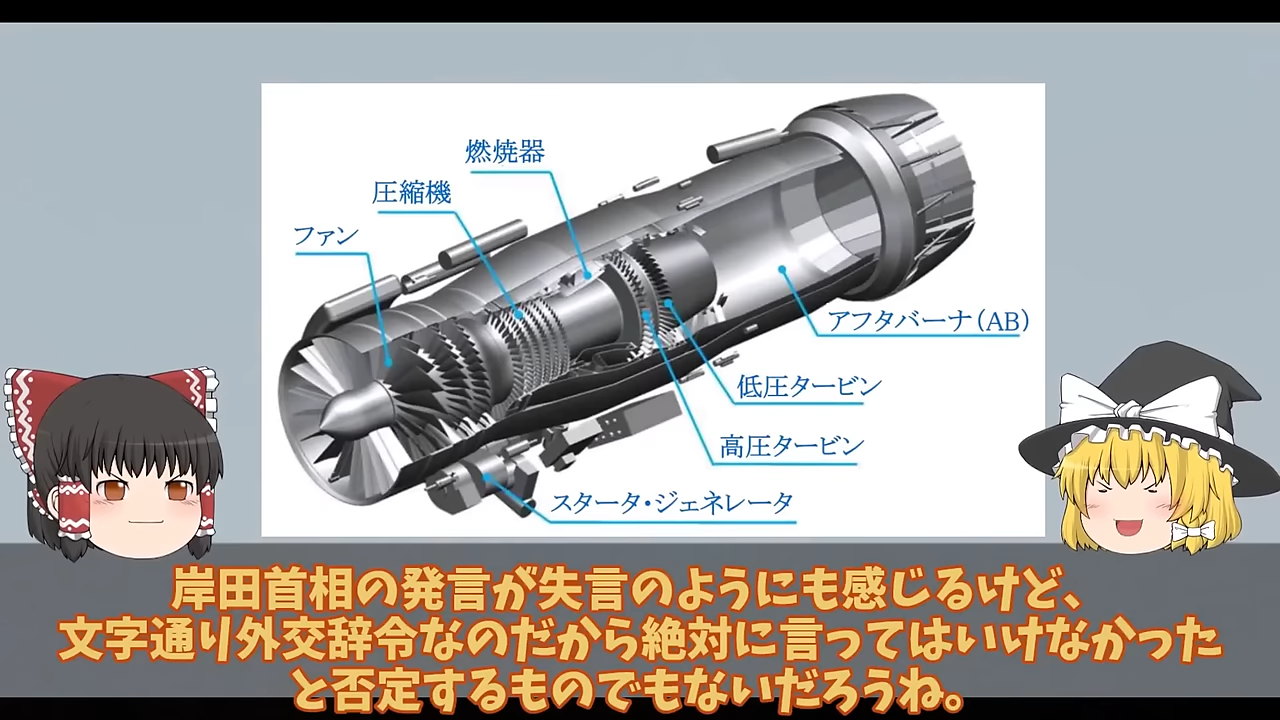 燃焼器
圧縮機
ファン
アフタバーナ(AB)
低圧タービン
高圧タービン
スタータ・ジェネレータ
岸田首相の発言が失言のようにも感じるけど、
文字通り外交辞令なのだから絶対に言ってはいけなかった
と否定するものでもないだろうね。